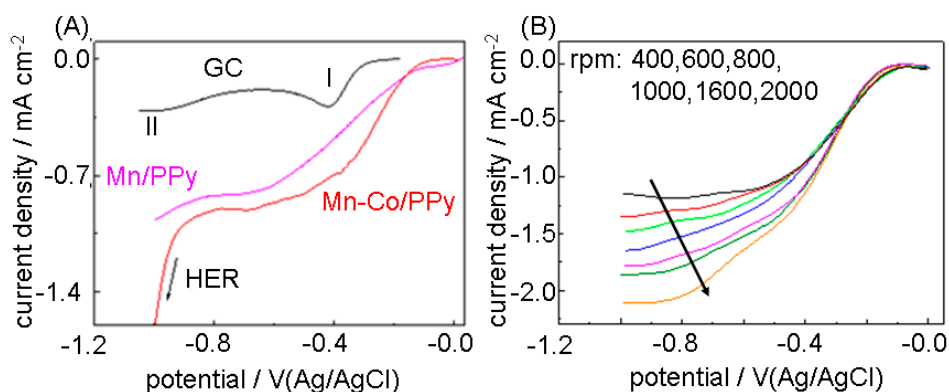 (A)
0.0
-0.7
-1.4
-1.2
-0.8
-0.4
-0.0
current density / mA cm-2
potential / V(Ag/AgCl)
GC
I
II
Mn/PPy
Mn-Co/PPy
HER
(B)
rpm: 400,600,800,
1000,1600,2000
0.0
-0.5
-1.0
-1.5
-2.0
-1.2
-0.8
-0.4
0.0
current density / mA cm-2
potential / V(Ag/AgCl)